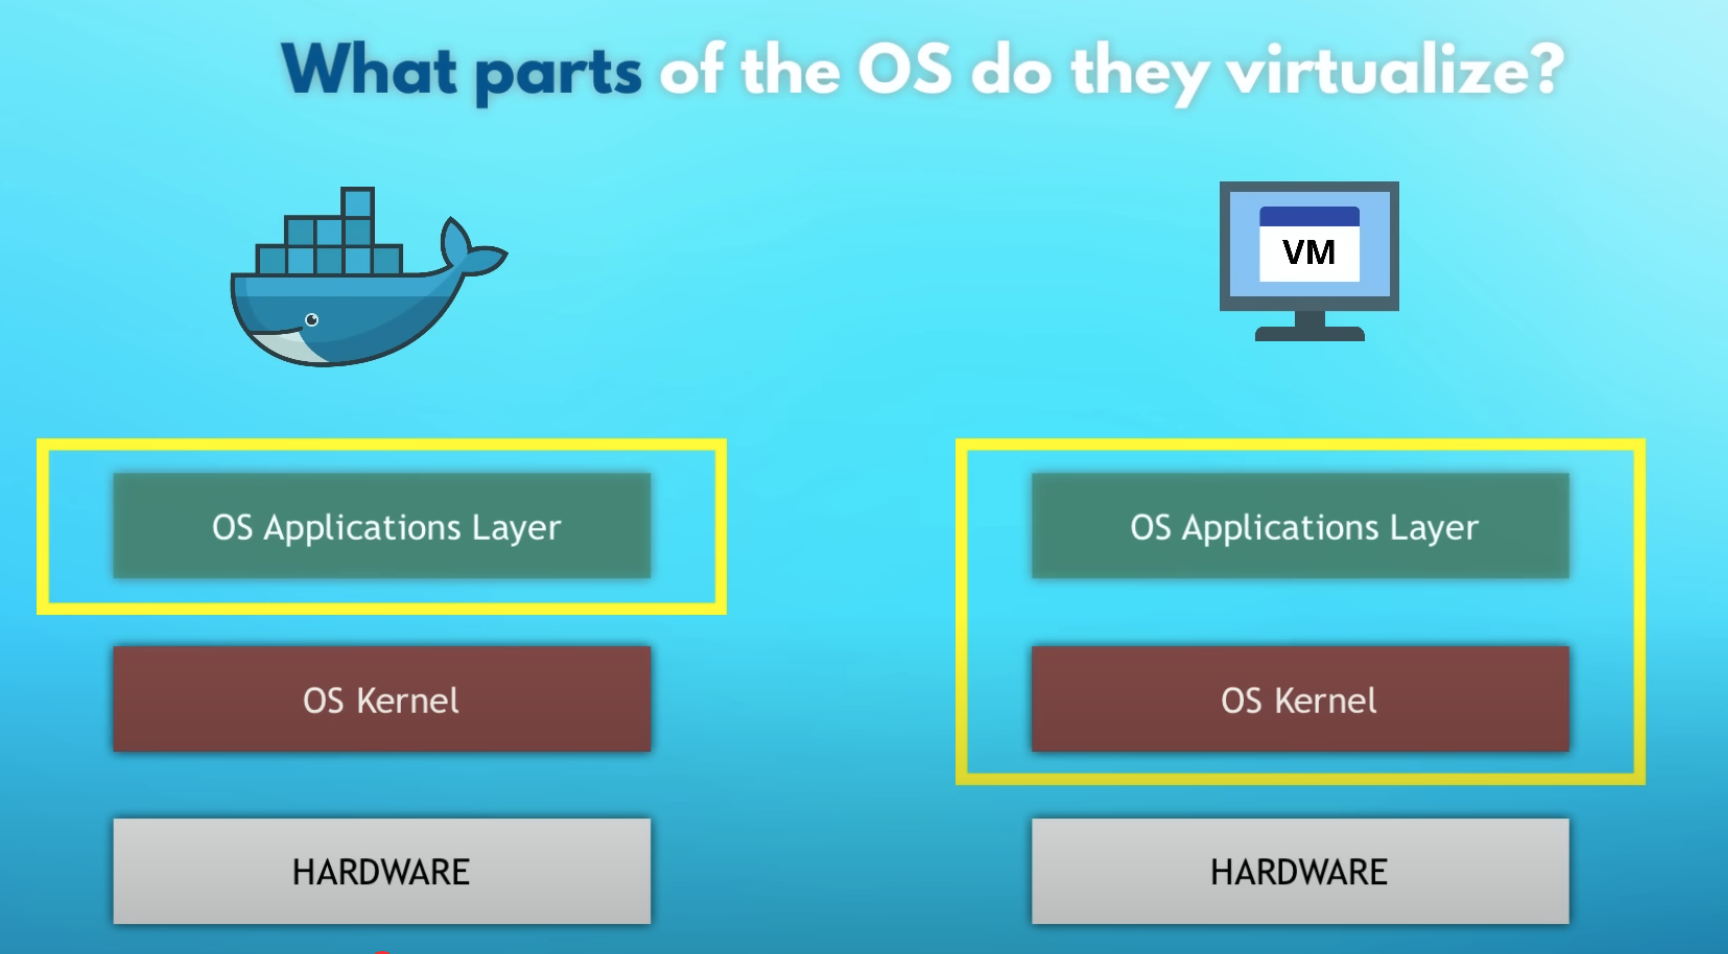 What parts of the OS do they virtualize?
VM
OS Applications Layer
OS Applications Layer
OS Kernel
OS Kernel
HARDWARE
HARDWARE